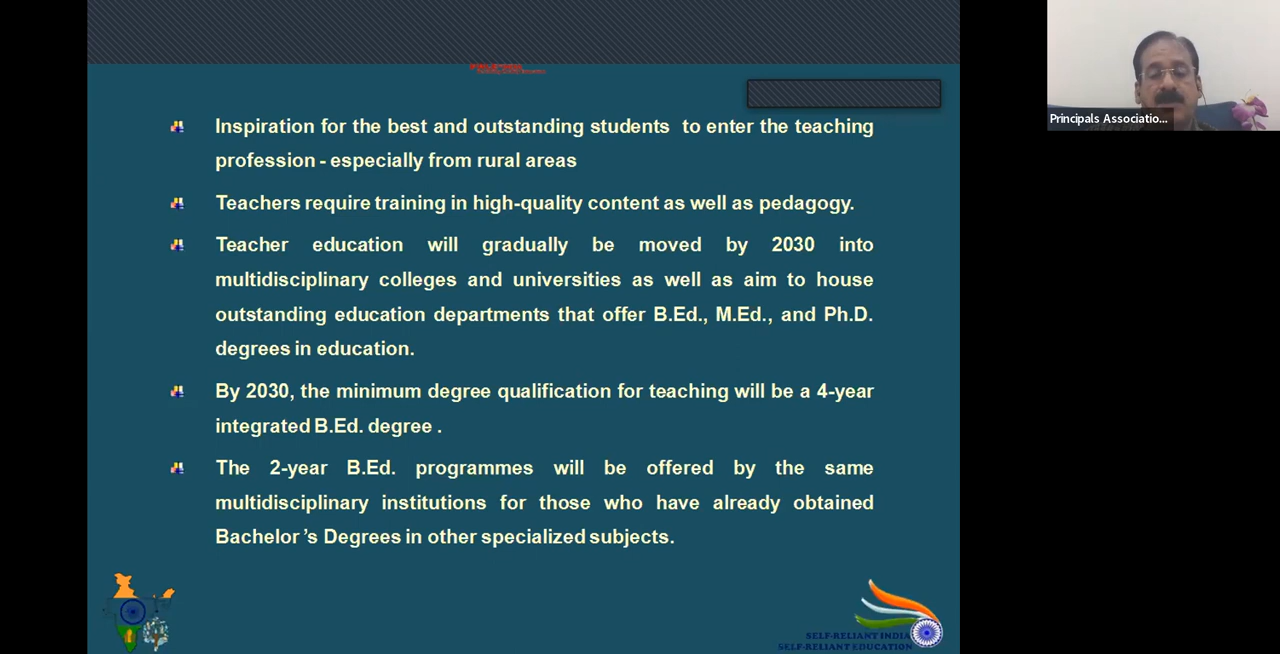 Inspiration for the best and outstanding students to enter the teaching
profession - especially from rural areas
Teachers require training in high-quality content as well as pedagogy.
Teacher education will gradually be moved by 2030 into
multidisciplinary colleges and universities as well as aim to house
outstanding education departments that offer B.Ed., M.Ed., and Ph.D.
degrees in education.
By 2030, the minimum degree qualification for teaching will be a 4-year
integrated B.Ed. degree .
The 2-year B.Ed. programmes will be offered by the same
multidisciplinary institutions for those who have already obtained
Bachelor's Degrees in other specialized subjects.
SELF-RELIANT INDIA
SELF-RELIANT EDUCATION
Principals Associatio...